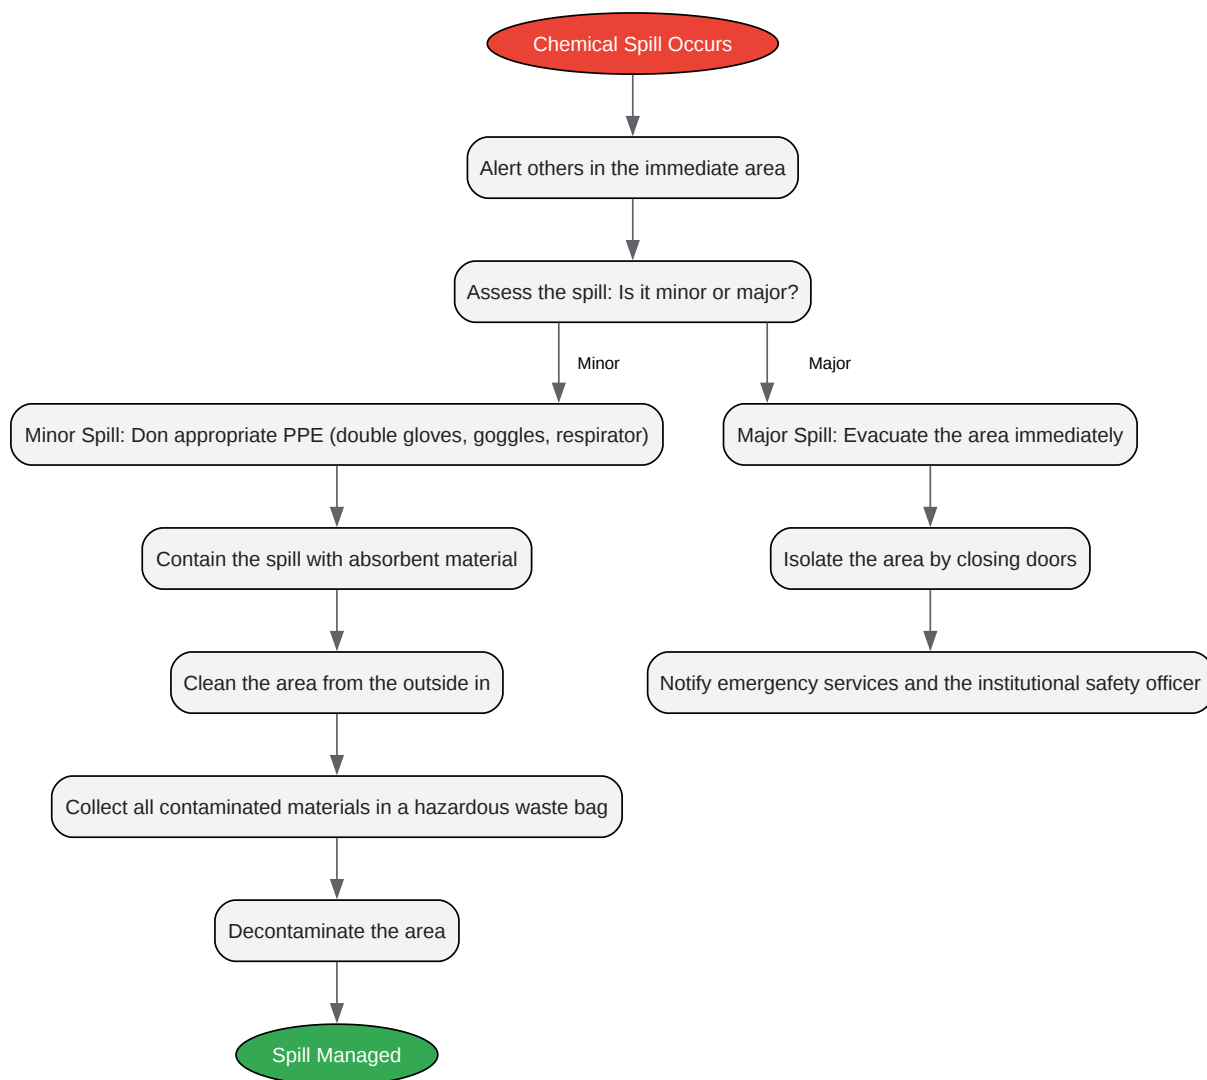 Chemical Spill Occurs
Alert others in the immediate area
Assess the spill: Is it minor or major?
Minor
Major
Minor Spill: Don appropriate PPE (double gloves, goggles, respirator)
Major Spill: Evacuate the area immediately
Contain the spill with absorbent material
Isolate the area by closing doors
Clean the area from the outside in
Notify emergency services and the institutional safety officer
Collect all contaminated materials in a hazardous waste bag
Decontaminate the area
Spill Managed